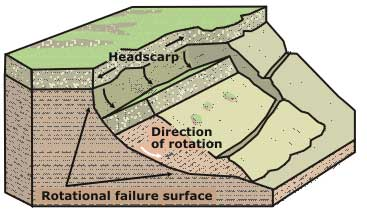 Headscarp
Direction
of rotation
Rotational failure surface